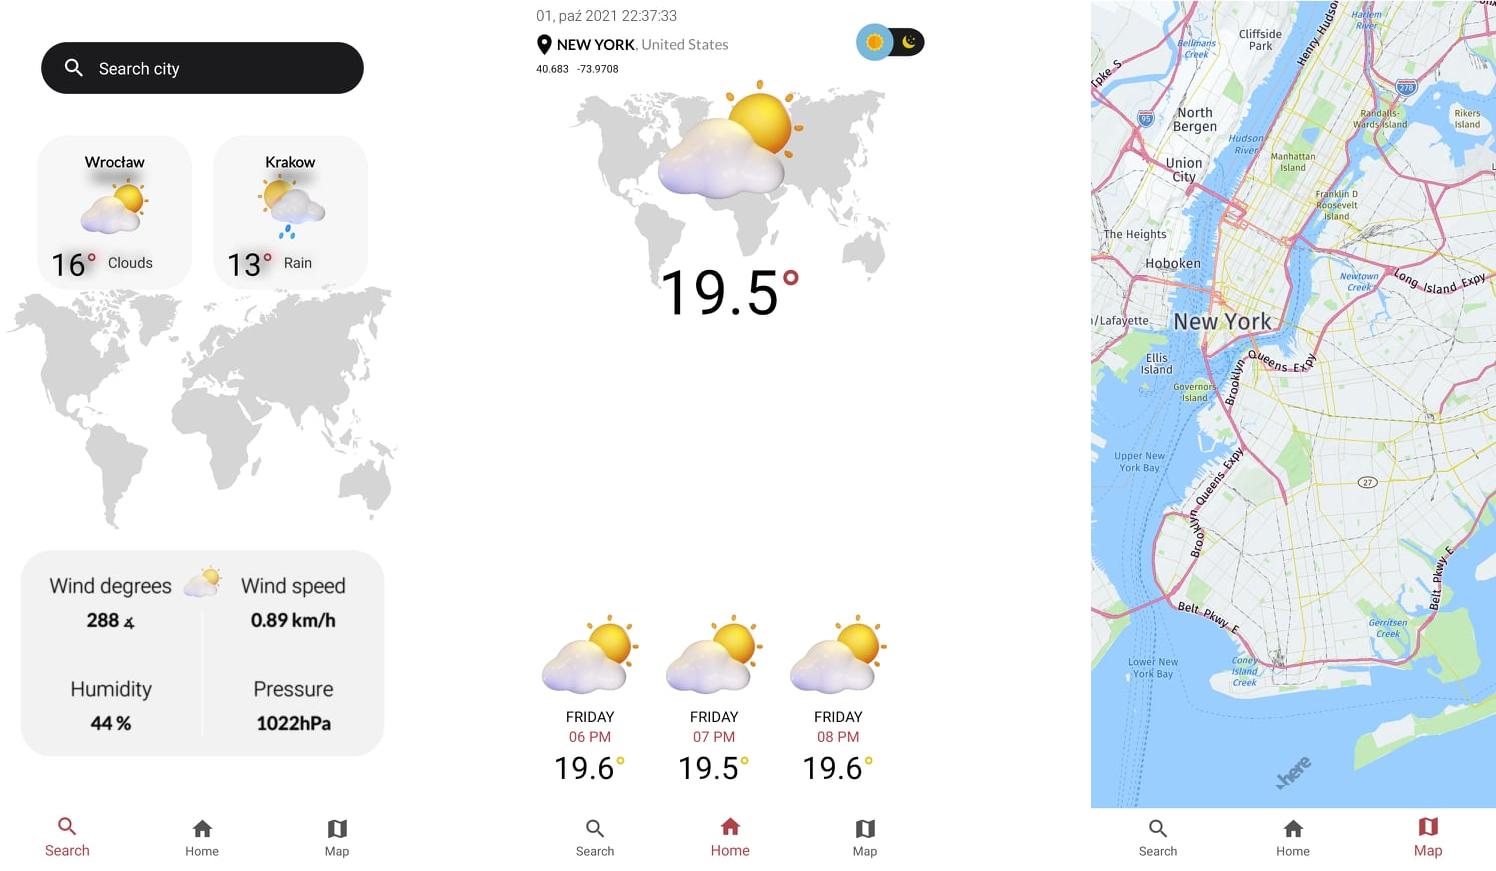 Search city
Wrocław
Krakow
16° Clouds
13° Rain
Wind degrees
Wind speed
288 ∡
0.89 km/h
Humidity
Pressure
44 %
1022hPa
Search
Home
Map
01, paź 2021 22:37:33
NEW YORK, United States
40.683 -73.9708
19.5°
FRIDAY
FRIDAY
FRIDAY
06 PM
07 PM
08 PM
19.6°
19.5°
19.6°
Search
Home
Map
Cliffside
Park
Henry Hudso
Harlem
River
Bellmans
Creek
Tpke S
278
95
North
Bergen
Randalls-
Wards Island
Rikers
Island
Hudson
River
Union
City
Manhattan
Island
Franklin D
Roosevelt
Island
The Heights
Hoboken
Newtown
Creek
Long Island Expy
/Lafayette
New York
Ellis
Island
Queens Expy
Brooklyn
Governors
Island
Upper New
York Bay
Brooklyn Queens Expy
27
Belt Pkwy E
Belt Pkwy E
Gerritsen
Creek
Lower New
York Bay
Coney
Island
Creek
here
Search
Home
Map